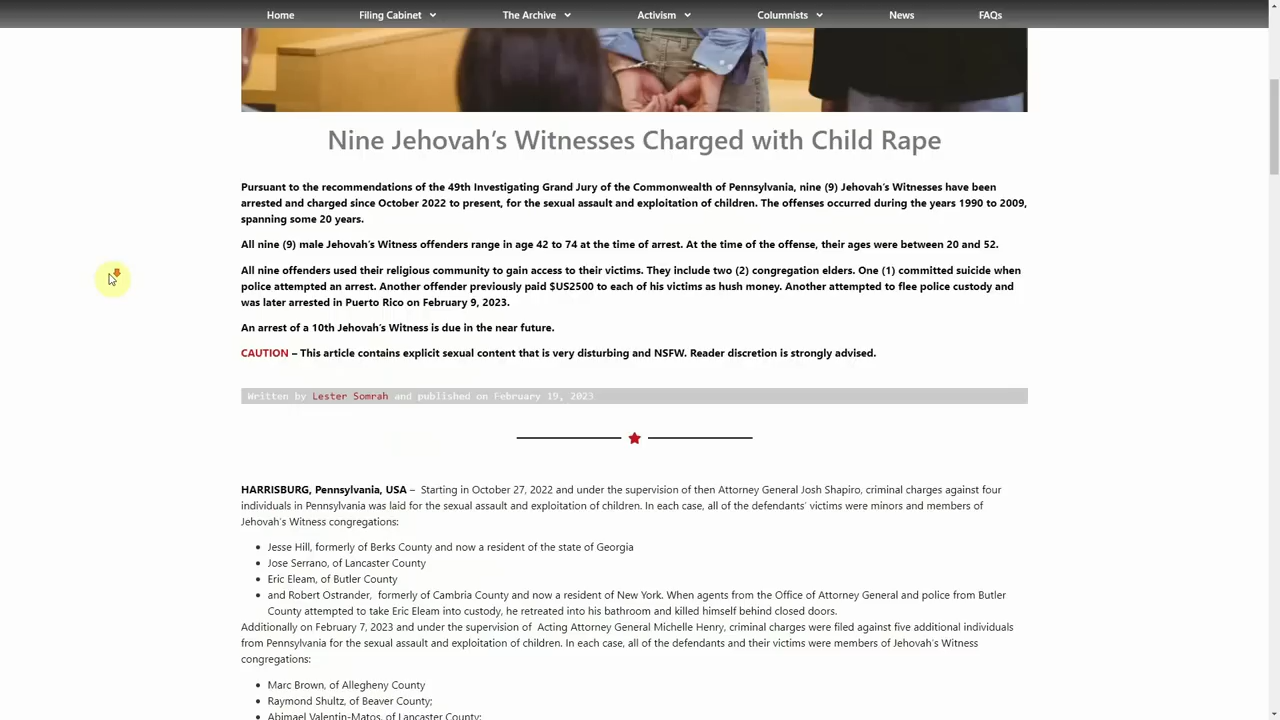 Home Filing Cabinet The Archive Activism Columnists News FAQs
Nine Jehovah’s Witnesses Charged with Child Rape
Pursuant to the recommendations of the 49th Investigating Grand Jury of the Commonwealth of Pennsylvania, nine (9) Jehovah’s Witnesses have been
arrested and charged since October 2022 to present, for the sexual assault and exploitation of children. The offenses occurred during the years 1990 to 2009,
spanning some 20 years.
All nine (9) male Jehovah’s Witness offenders range in age 42 to 74 at the time of arrest. At the time of the offense, their ages were between 20 and 52.
All nine offenders used their religious community to gain access to their victims. They include two (2) congregation elders. One (1) committed suicide when
police attempted an arrest. Another offender previously paid $US2500 to each of his victims as hush money. Another attempted to flee police custody and
was later arrested in Puerto Rico on February 9, 2023.
An arrest of a 10th Jehovah’s Witness is due in the near future.
CAUTION – This article contains explicit sexual content that is very disturbing and NSFW. Reader discretion is strongly advised.
Written by Lester Somrah and published on February 19, 2023
HARRISBURG, Pennsylvania, USA – Starting in October 27, 2022 and under the supervision of then Attorney General Josh Shapiro, criminal charges against four
individuals in Pennsylvania was laid for the sexual assault and exploitation of children. In each case, all of the defendants’ victims were minors and members of
Jehovah’s Witness congregations:
• Jesse Hill, formerly of Berks County and now a resident of the state of Georgia
• Jose Serrano, of Lancaster County
• Eric Eleam, of Butler County
• and Robert Ostrander, formerly of Cambria County and now a resident of New York. When agents from the Office of Attorney General and police from Butler
County attempted to take Eric Eleam into custody, he retreated into his bathroom and killed himself behind closed doors.
Additionally on February 7, 2023 and under the supervision of Acting Attorney General Michelle Henry, criminal charges were filed against five additional individuals
from Pennsylvania for the sexual assault and exploitation of children. In each case, all of the defendants and their victims were members of Jehovah’s Witness
congregations:
• Marc Brown, of Allegheny County
• Raymond Shultz, of Beaver County;
• Abimael Valentin-Matos, of Lancaster County;